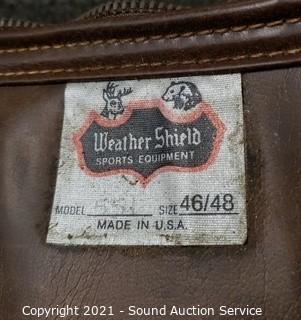 Weather Shield
SPORTS EQUIPMENT
MODEL SIZE 46/48
MADE IN U.S.A.
Copyright 2021 - Sound Auction Service